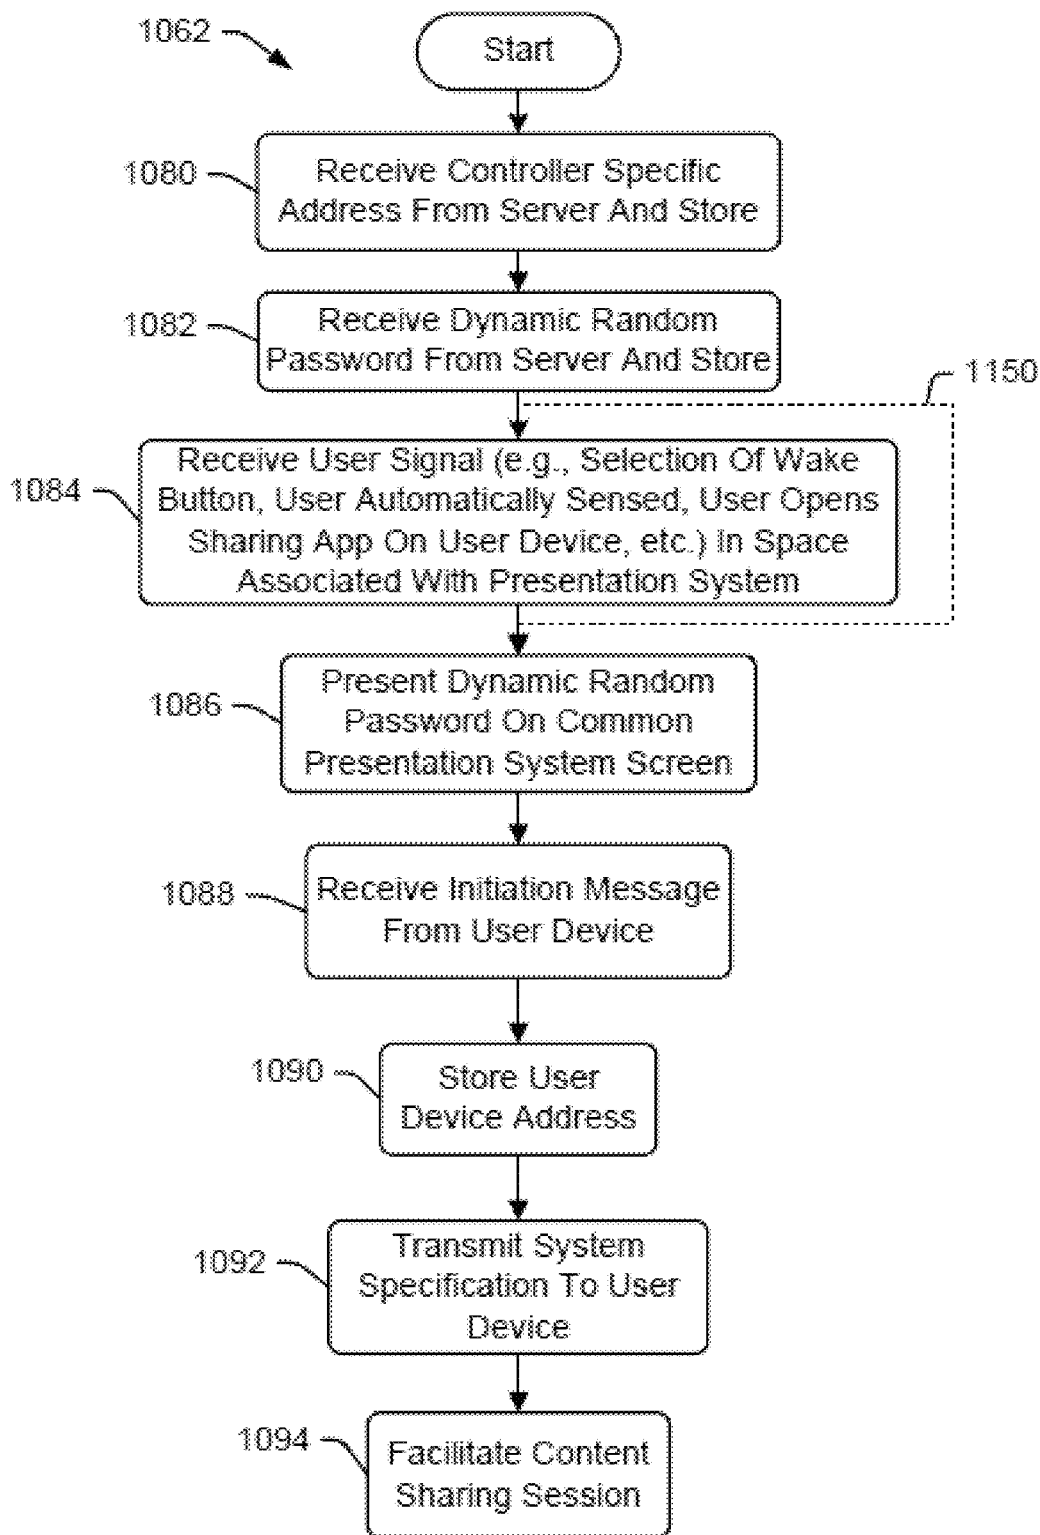 1062
Start
1080
Receive Controller Specific
Address From Server And Store
1082
Receive Dynamic Random
Password From Server And Store
1150
1084
Receive User Signal (e.g., Selection Of Wake
Button, User Automatically Sensed, User Opens
Sharing App On User Device, etc.) In Space
Associated With Presentation System
1086
Present Dynamic Random
Password On Common
Presentation System Screen
1088
Receive Initiation Message
From User Device
1090
Store User
Device Address
1092
Transmit System
Specification To User
Device
1094
Facilitate Content
Sharing Session